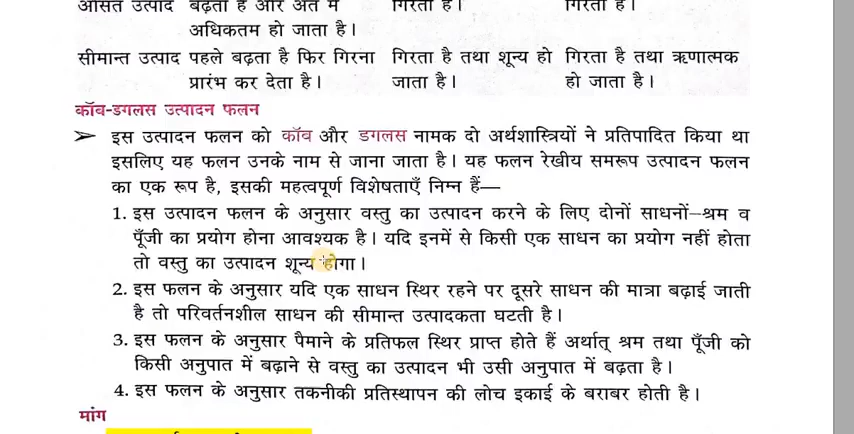 औसत उत्पाद बढ़ता है और अंत में गिरता है। गिरता है।
अधिकतम हो जाता है।
सीमान्त उत्पाद पहले बढ़ता है फिर गिरना गिरता है तथा शून्य हो गिरता है तथा ऋणात्मक
प्रारंभ कर देता है। जाता है। हो जाता है।
कॉब-डगलस उत्पादन फलन
➢ इस उत्पादन फलन को कॉब और डगलस नामक दो अर्थशास्त्रियों ने प्रतिपादित किया था
इसलिए यह फलन उनके नाम से जाना जाता है। यह फलन रेखीय समरूप उत्पादन फलन
का एक रूप है, इसकी महत्वपूर्ण विशेषताएँ निम्न हैं—
1. इस उत्पादन फलन के अनुसार वस्तु का उत्पादन करने के लिए दोनों साधनों–श्रम व
पूँजी का प्रयोग होना आवश्यक है। यदि इनमें से किसी एक साधन का प्रयोग नहीं होता
तो वस्तु का उत्पादन शून्य होगा।
2. इस फलन के अनुसार यदि एक साधन स्थिर रहने पर दूसरे साधन की मात्रा बढ़ाई जाती
है तो परिवर्तनशील साधन की सीमान्त उत्पादकता घटती है।
3. इस फलन के अनुसार पैमाने के प्रतिफल स्थिर प्राप्त होते हैं अर्थात् श्रम तथा पूँजी को
किसी अनुपात में बढ़ाने से वस्तु का उत्पादन भी उसी अनुपात में बढ़ता है।
4. इस फलन के अनुसार तकनीकी प्रतिस्थापन की लोच इकाई के बराबर होती है।
मांग